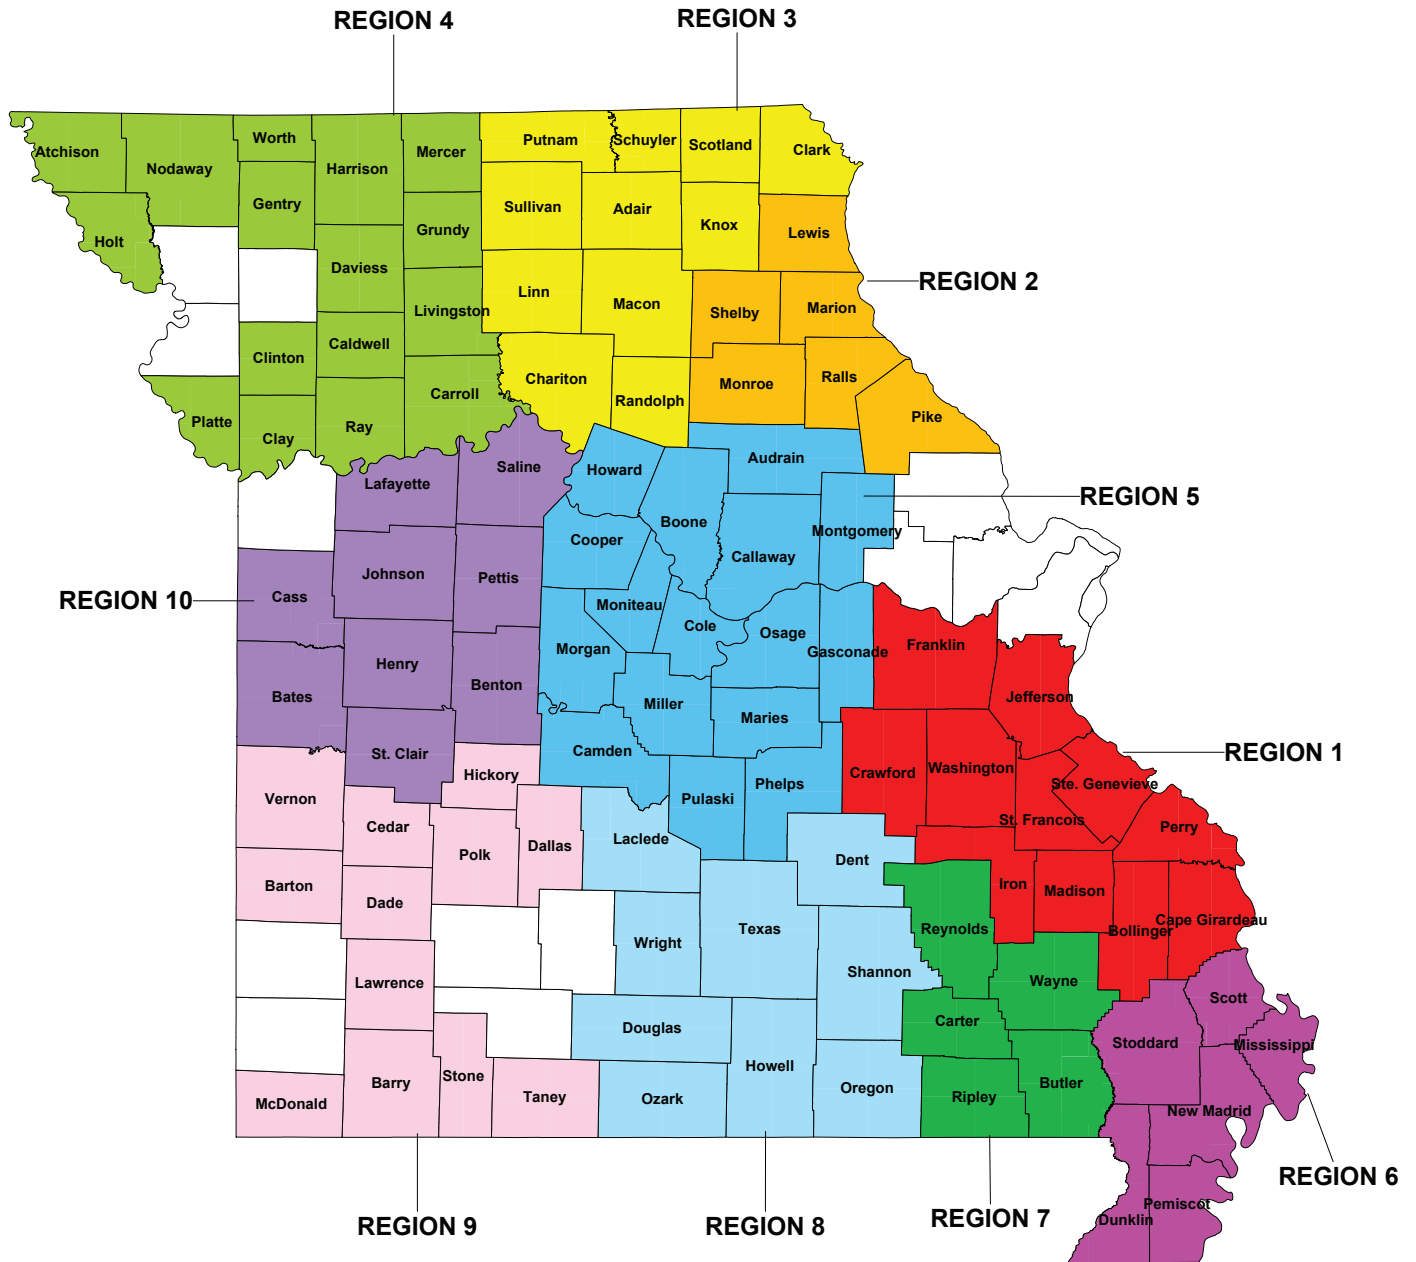 REGION 4
REGION 3
Atchison
Nodaway
Worth
Harrison
Mercer
Putnam
Schuyler
Scotland
Clark
Gentry
Sullivan
Adair
Knox
Lewis
Holt
Grundy
Daviess
REGION 2
Linn
Macon
Shelby
Marion
Livingston
Clinton
Caldwell
Chariton
Randolph
Monroe
Ralls
Carroll
Platte
Clay
Ray
Pike
Lafayette
Saline
Howard
Audrain
REGION 5
Boone
Montgomery
Cooper
Callaway
Johnson
Pettis
REGION 10
Cass
Moniteau
Cole
Osage
Gasconade
Franklin
Morgan
Henry
Benton
Bates
Miller
Maries
Jefferson
St. Clair
Camden
Hickory
Crawford
Washington
REGION 1
Phelps
Ste. Genevieve
Vernon
Pulaski
St. Francois
Perry
Cedar
Laclede
Polk
Dallas
Dent
Barton
Iron
Madison
Dade
Cape Girardeau
Texas
Reynolds
Bollinger
Wright
Shannon
Lawrence
Wayne
Scott
Douglas
Carter
Stoddard
Mississippi
Howell
Stone
Barry
Butler
Oregon
McDonald
Taney
Ozark
Ripley
New Madrid
REGION 6
Pemiscot
Dunklin
REGION 9
REGION 8
REGION 7